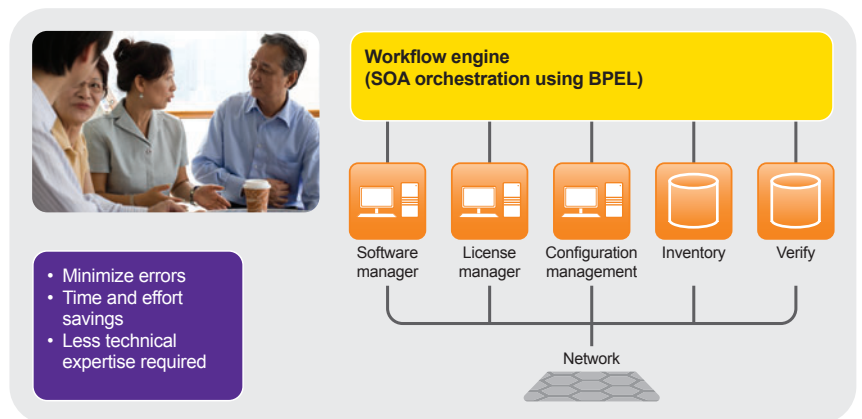 Workflow engine
(SOA orchestration using BPEL)
Software
manager
License
manager
Configuration
management
Inventory
Verify
• Minimize errors
• Time and effort
savings
• Less technical
expertise required
Network